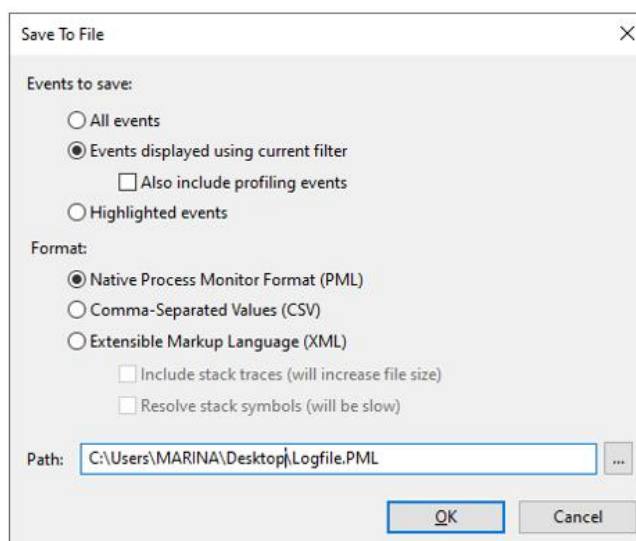 Save To File
Events to save:
All events
Events displayed using current filter
Also include profiling events
Highlighted events
Format:
Native Process Monitor Format (PML)
Comma-Separated Values (CSV)
Extensible Markup Language (XML)
Include stack traces (will increase file size)
Resolve stack symbols (will be slow)
Path: C:\Users\MARINA\Desktop\Logfile.PML ...
OK Cancel